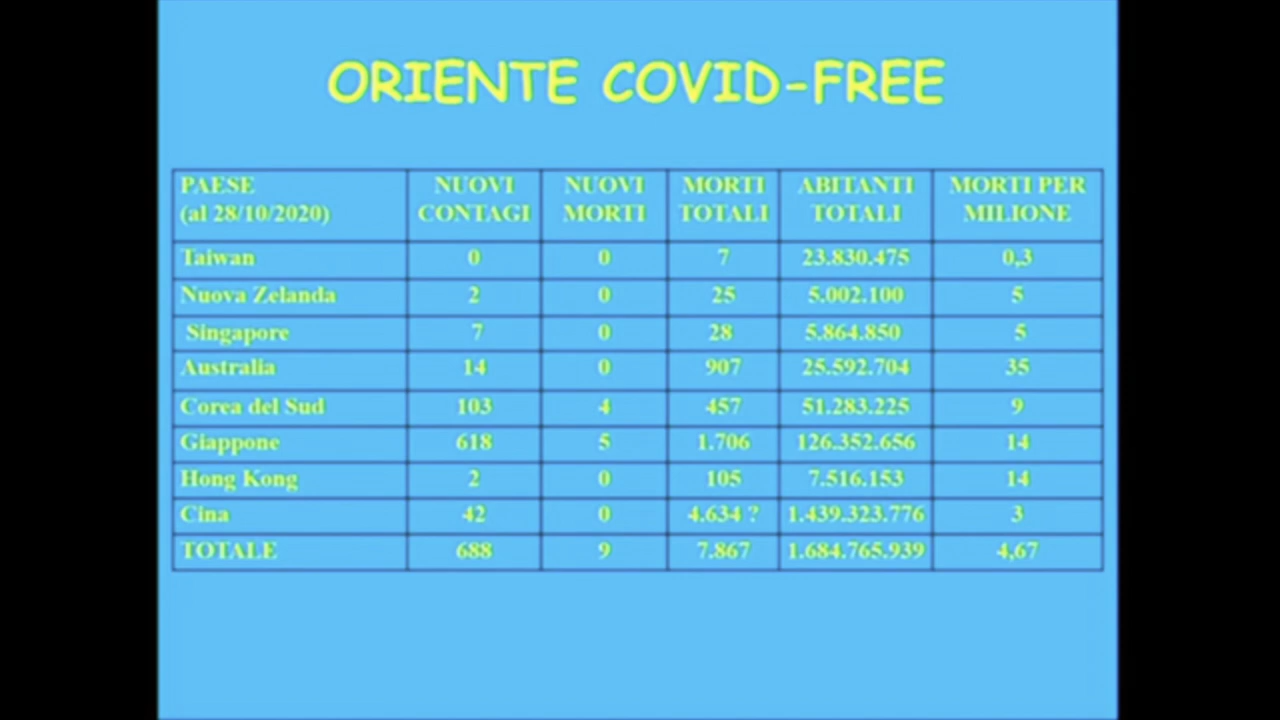 ORIENTE COVID-FREE
PAESE (al 28/10/2020) NUOVI CONTAGI NUOVI MORTI MORTI TOTALI ABITANTI TOTALI MORTI PER MILIONE
Taiwan 0 0 7 23.830.475 0,3
Nuova Zelanda 2 0 25 5.002.100 5
Singapore 7 0 28 5.864.850 5
Australia 14 0 907 25.592.704 35
Corea del Sud 103 4 457 51.283.225 9
Giappone 618 5 1.706 126.352.656 14
Hong Kong 2 0 105 7.516.153 14
Cina 42 0 4.634 ? 1.439.323.776 3
TOTALE 688 9 7.867 1.684.765.939 4,67